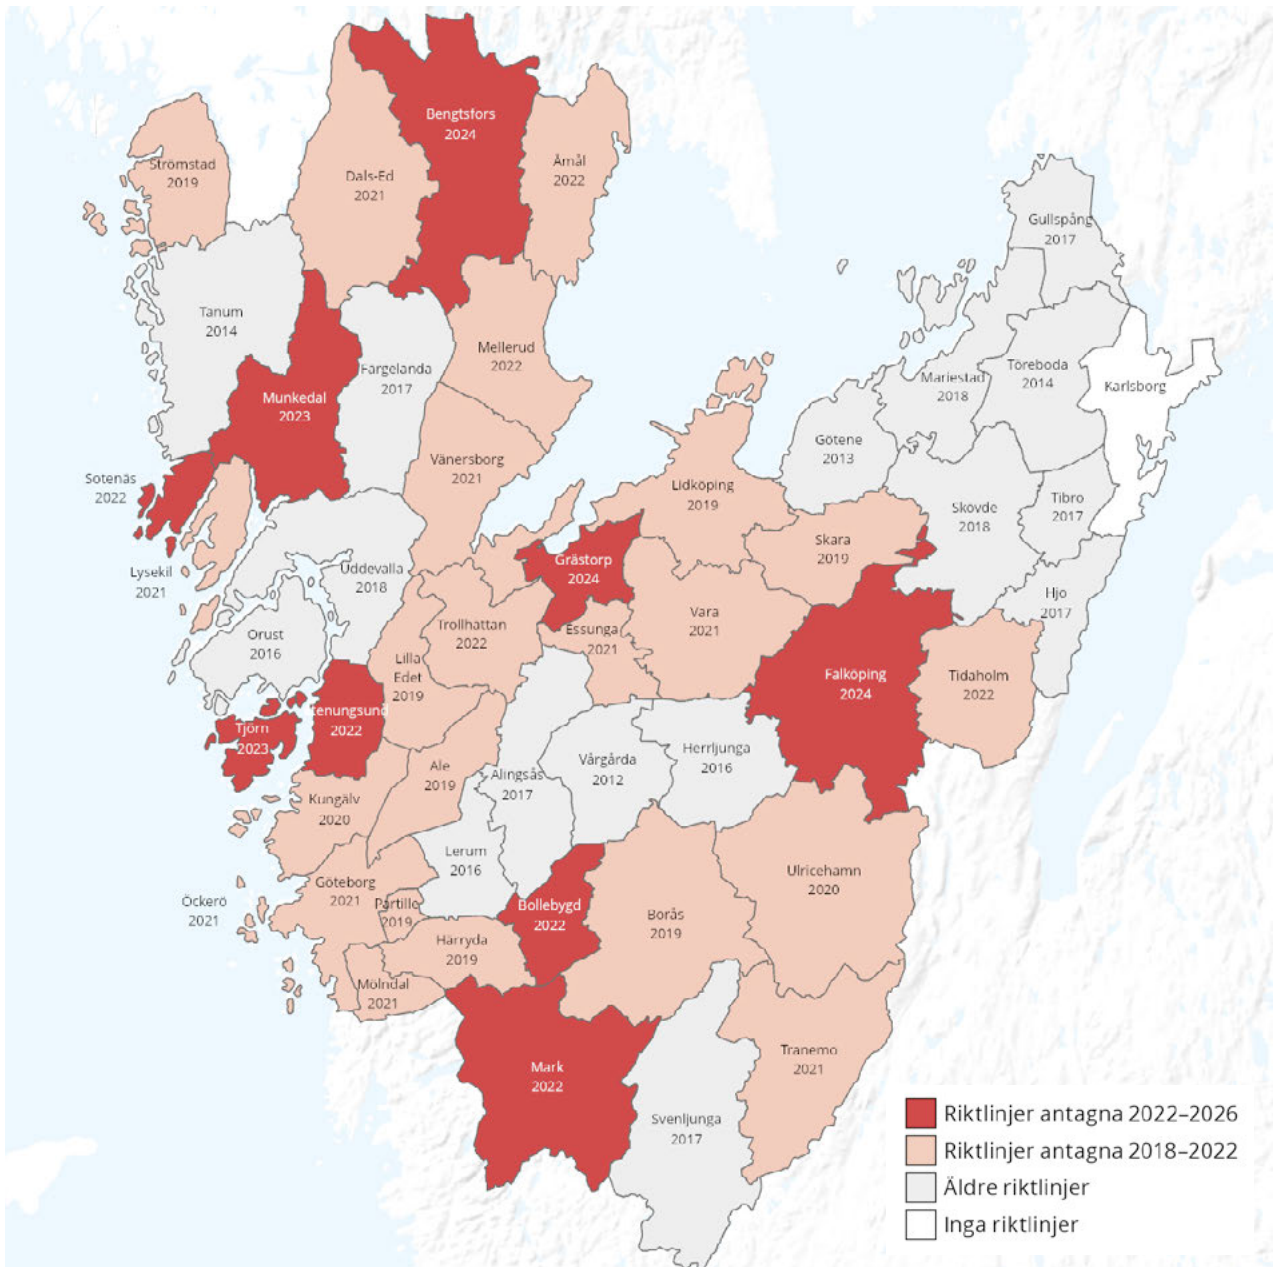 Bengtsfors
2024
Strömstad
2019
Dals-Ed
2021
Åmål
2022
Gullspång
2017
Tanum
2014
Färgelanda
2017
Mellerud
2022
Munkedal
2023
Mariestad
2018
Töreboda
2014
Karlsborg
Götene
2013
Vänersborg
2021
Sotenäs
2022
Lidköping
2019
Skövde
2018
Tibro
2017
Skara
2019
Grästorp
2024
Lysekil
2021
Uddevalla
2018
Hjo
2017
Orust
2016
Trollhättan
2022
Essunga
2021
Vara
2021
Lilla
Edet
2019
Falköping
2024
Tidaholm
2022
Tjörn
2023
tenungsund
2022
Ale
2019
Alingsås
2017
Vårgårda
2012
Herrljunga
2016
Kungälv
2020
Lerum
2016
Ulricehamn
2020
Göteborg
2021
Öckerö
2021
Partille
2019
Bollebygd
2022
Borås
2019
Härryda
2019
Mölndal
2021
Mark
2022
Tranemo
2021
Svenljunga
2017
Riktlinjer antagna 2022–2026
Riktlinjer antagna 2018–2022
Äldre riktlinjer
Inga riktlinjer